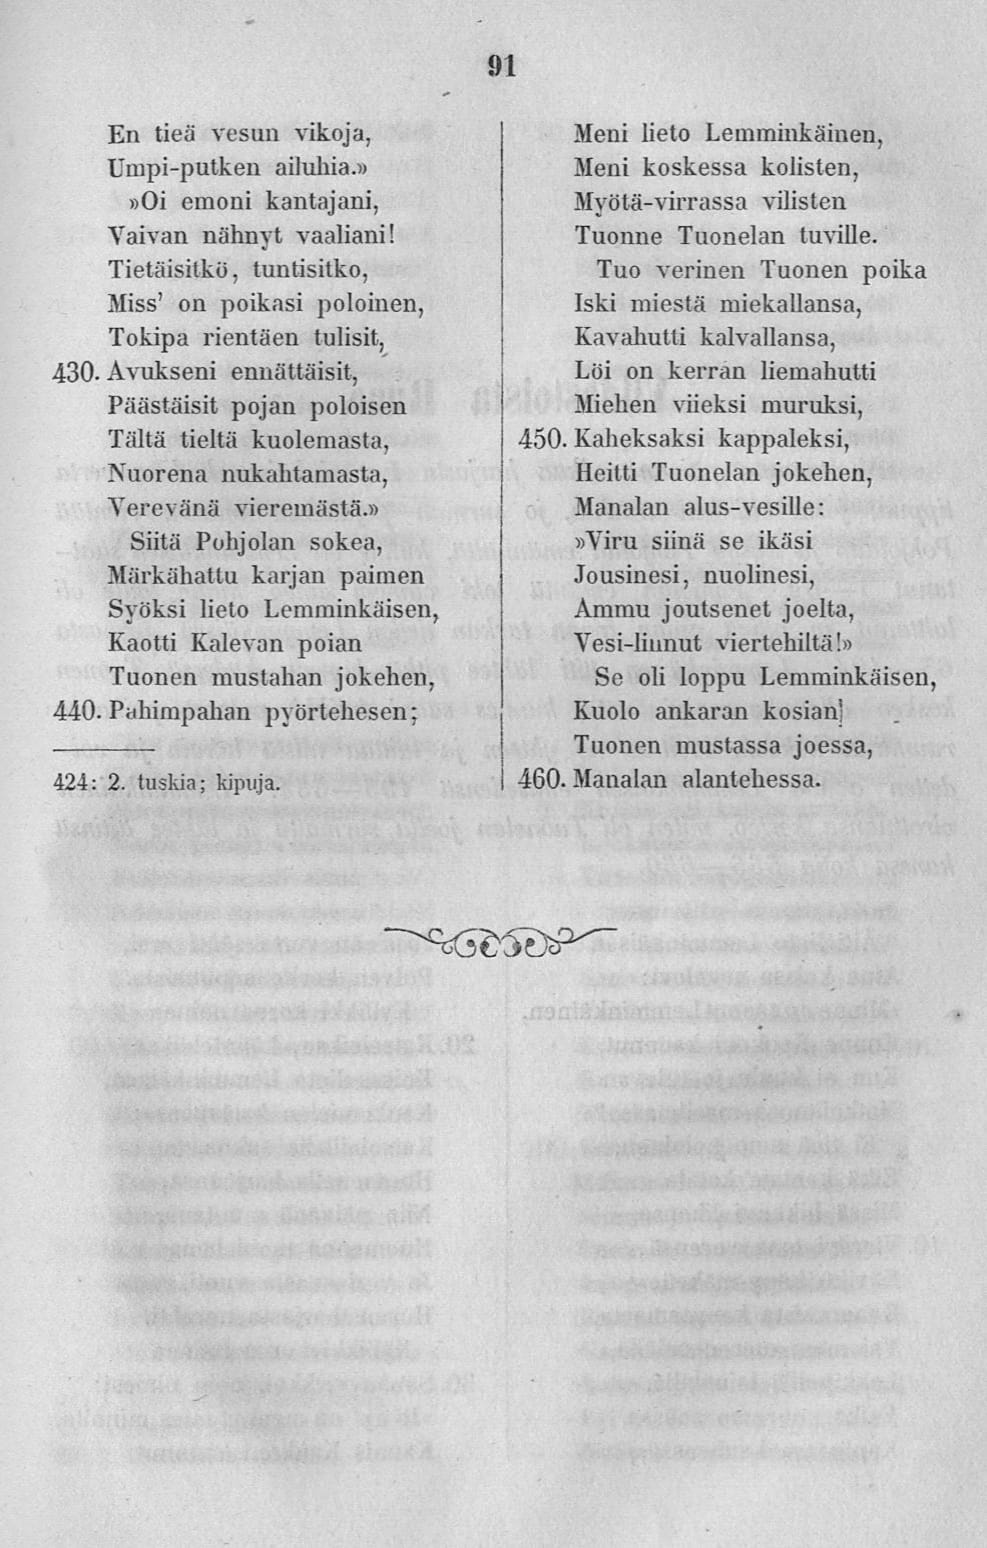 91
En tieä vesun vikoja,
Umpi-putken ailuhia.»
»Oi emoni kantajani,
Vaivan nähnyt vaaliani!
Tietäisitkö, tuntisitko,
Miss' on poikasi poloinen,
Tokipa rientäen tulisit,
430. Avukseni ennättäisit,
Päästäisit pojan poloisen
Tältä tieltä kuolemasta,
Nuorena nukahtamasta,
Verevänä vieremästä.»
Siitä Pohjolan sokea,
Märkähattu karjan paimen
Syöksi lieto Lemminkäisen,
Kaotti Kalevan poian
Tuonen mustahan jokehen,
440. Pahimpahan pyörtehesen;
424: 2. tuskia; kipuja.
Meni lieto Lemminkäinen,
Meni koskessa kolisten,
Myötä-virrassa vilisten
Tuonne Tuonelan tuville.
Tuo verinen Tuonen poika
Iski miestä miekallansa,
Kavahutti kalvallansa,
Löi on kerran liemahutti
Miehen viieksi muruksi,
450. Kaheksaksi kappaleksi,
Heitti Tuonelan jokehen,
Manalan alus-vesille:
»Viru siinä se ikäsi
Jousinesi, nuolinesi,
Ammu joutsenet joelta,
Vesi-linnut viertehiltä!»
Se oli loppu Lemminkäisen,
Kuolo ankaran kosian
Tuonen mustassa joessa,
460. Manalan alantehessa.